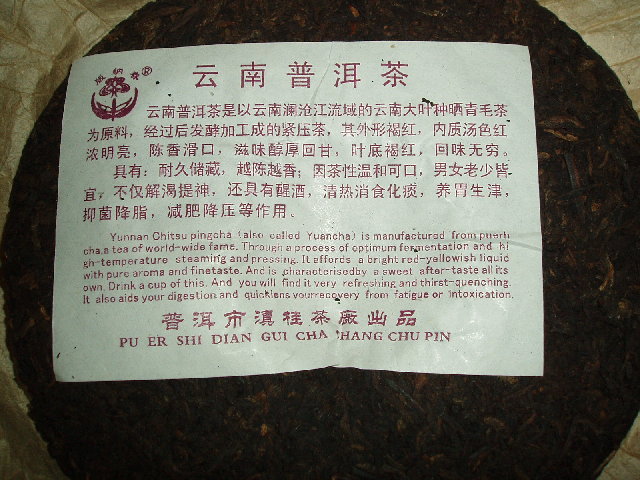 版纳春®
云南普洱茶
云南普洱茶是以云南澜沧江流域的云南大叶种晒青毛茶
为原料，经过后发酵加工成的紧压茶，其外形褐红，内质汤色红
浓明亮，陈香滑口，滋味醇厚回甘，叶底褐红，回味无穷。
具有：耐久储藏，越陈越香；因茶性温和可口，男女老少皆
宜，不仅解渴提神，还具有醒酒，清热消食化痰，养胃生津，
抑菌降脂，减肥降压等作用。
Yunnan Chitsu pingcha (also called Yuancha) is manufactured from puerh
cha,a tea of world-wide fame. Through a process of optimum fermentation and hi
gh-temperature steaming and pressing. It affords a bright red-yellowish liquid
with pure aroma and finetaste. And is characterisedby a sweet after-taste all its
own. Drink a cup of this. And you will find it very refreshing and thirst-quenching.
It also aids your digestion and quickens yourrecovery from fatigue or intoxication.
普洱市滇桂茶廠出品
PU ER SHI DIAN GUI CHA CHANG CHU PIN